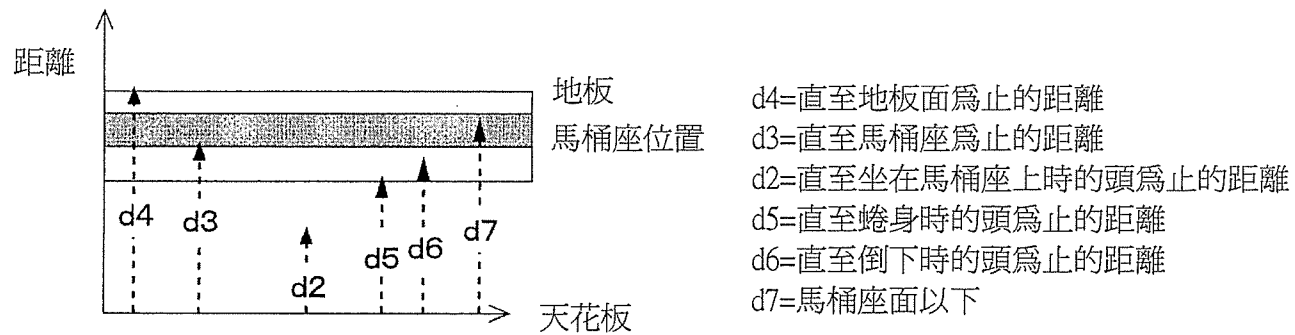 距離
地板
馬桶座位置
d4
d3
d2
d5
d6
d7
天花板
d4=直至地板面爲止的距離
d3=直至馬桶座爲止的距離
d2=直至坐在馬桶座上時的頭爲止的距離
d5=直至蜷身時的頭爲止的距離
d6=直至倒下時的頭爲止的距離
d7=馬桶座面以下